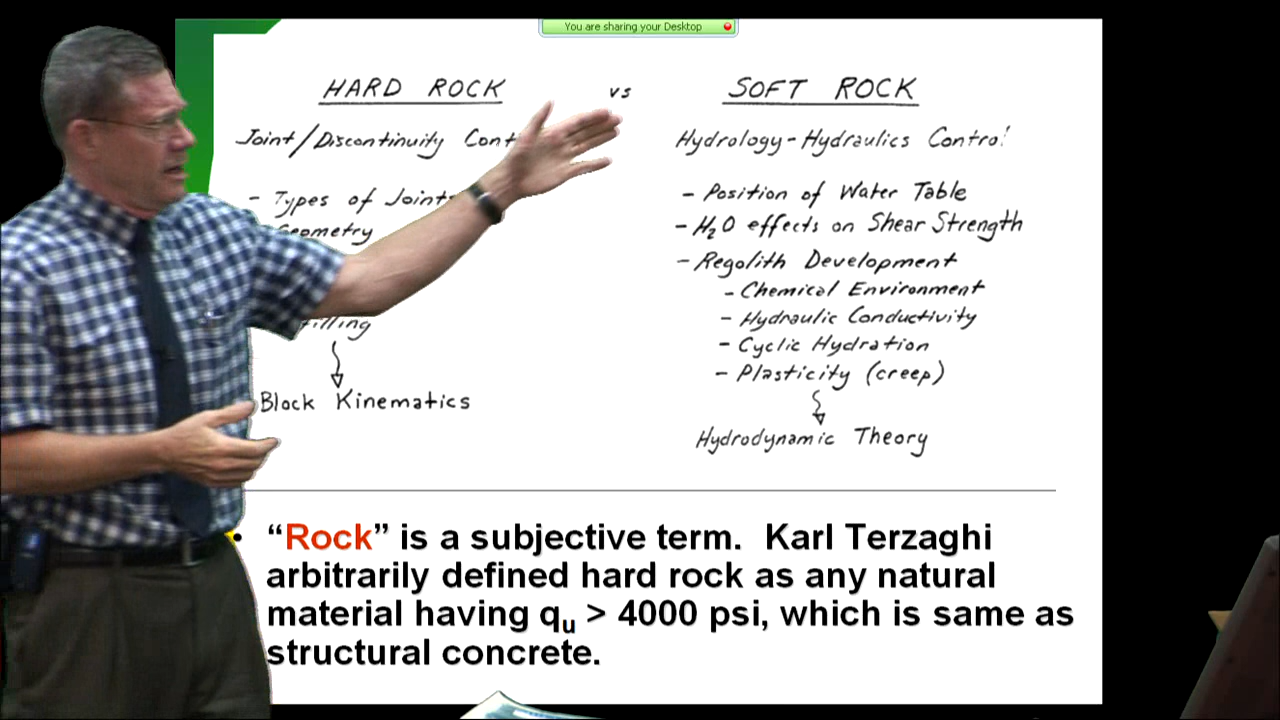 You are sharing your Desktop
HARD ROCK vs SOFT ROCK
Joint/Discontinuity
- Types of Joints
Geometry
Block Kinematics
Hydrology-Hydraulics Control
- Position of Water Table
- H₂O effects on Shear Strength
- Regolith Development
- Chemical Environment
- Hydraulic Conductivity
- Cyclic Hydration
- Plasticity (creep)
Hydrodynamic Theory
• “Rock” is a subjective term. Karl Terzaghi
arbitrarily defined hard rock as any natural
material having qu > 4000 psi, which is same as
structural concrete.